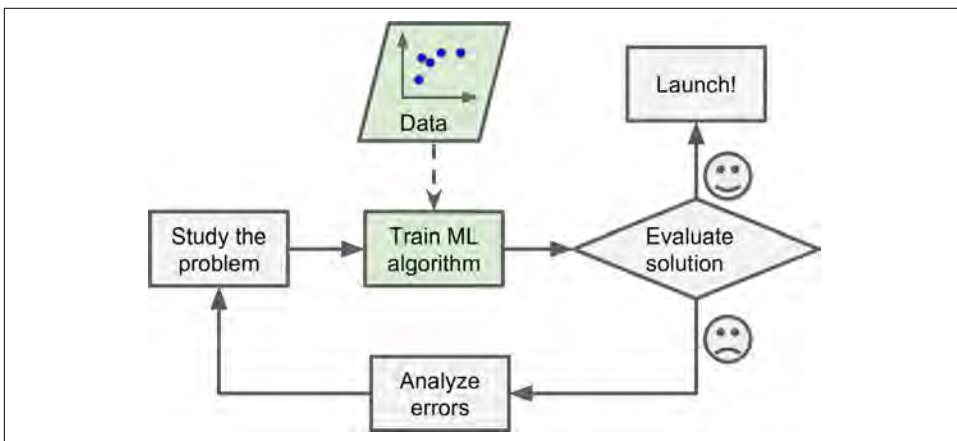 Data
Launch!
Study the
problem
Train ML
algorithm
Evaluate
solution
Analyze
errors